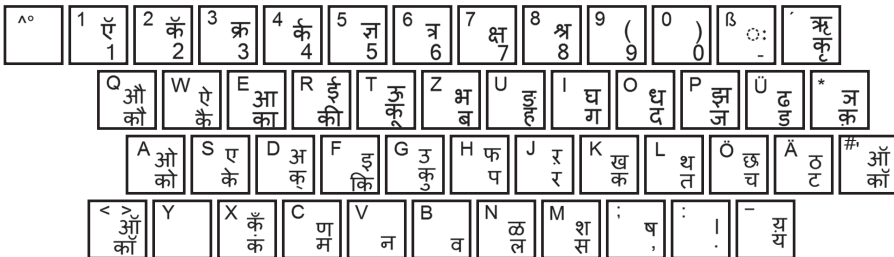 ^° 1 ऍ 1 2 कॅ 2 3 क्र 3 4 र्क 4 5 ज्ञ 5 6 त्र 6 7 क्ष 7 8 श्र 8 9 ( 9 0 ) 0 ß ः - ´ ऋ कृ
Q औ कौ W ऐ कै E आ का R ई की T ऊ कू Z भ ब U ङ ह I घ ग O ध द P झ ज Ü ढ ड * ञ क़
A ओ को S ए के D अ क् F इ कि G उ कु H फ प J ऱ र K ख क L थ त Ö छ च Ä ठ ट #' ऑ कॉ
< > ऑ कॉ Y X कँ कं C ण म V न B व N ळ ल M श स ; ष , : । . – य़ य